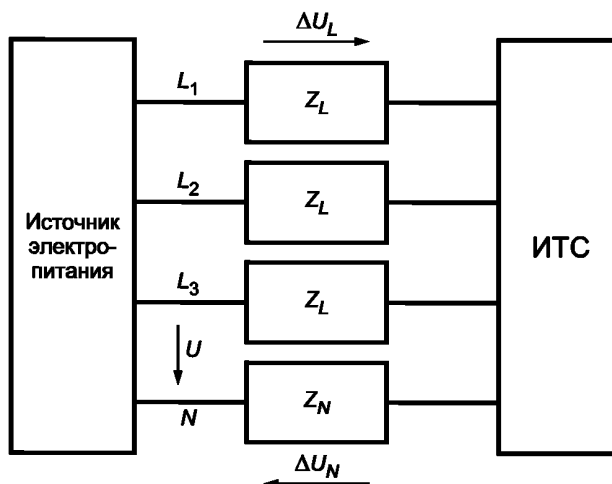 ΔU_L
L_1
Z_L
L_2
Z_L
Источник
электро-
питания
ИТС
L_3
Z_L
U
N
Z_N
ΔU_N